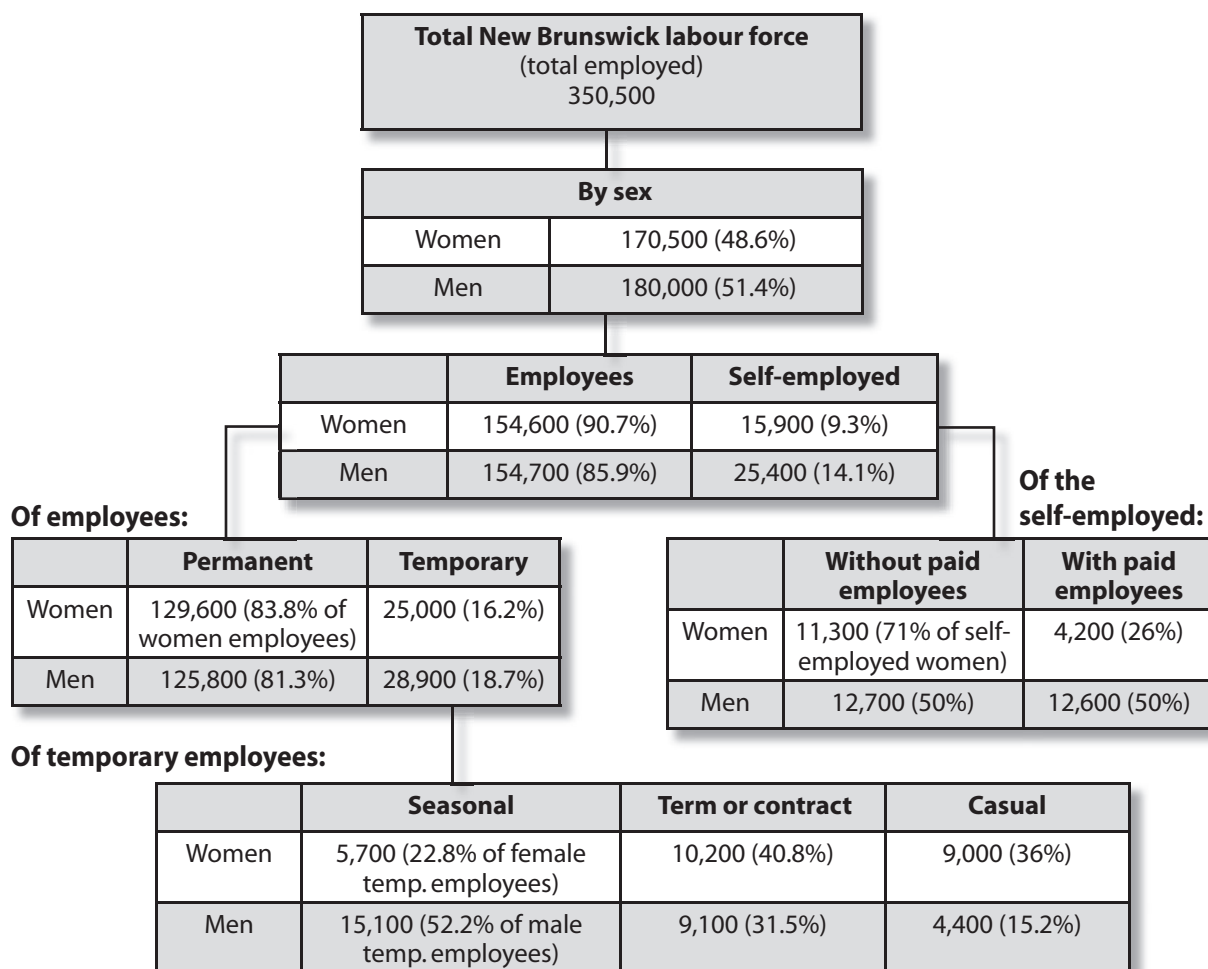 Total New Brunswick labour force
(total employed)
350,500
By sex
Women 170,500 (48.6%)
Men 180,000 (51.4%)
Employees Self-employed
Women 154,600 (90.7%) 15,900 (9.3%)
Men 154,700 (85.9%) 25,400 (14.1%)
Of employees:
Permanent Temporary
Women 129,600 (83.8% of
women employees) 25,000 (16.2%)
Men 125,800 (81.3%) 28,900 (18.7%)
Of the
self-employed:
Without paid
employees With paid
employees
Women 11,300 (71% of self-
employed women) 4,200 (26%)
Men 12,700 (50%) 12,600 (50%)
Of temporary employees:
Seasonal Term or contract Casual
Women 5,700 (22.8% of female
temp. employees) 10,200 (40.8%) 9,000 (36%)
Men 15,100 (52.2% of male
temp. employees) 9,100 (31.5%) 4,400 (15.2%)